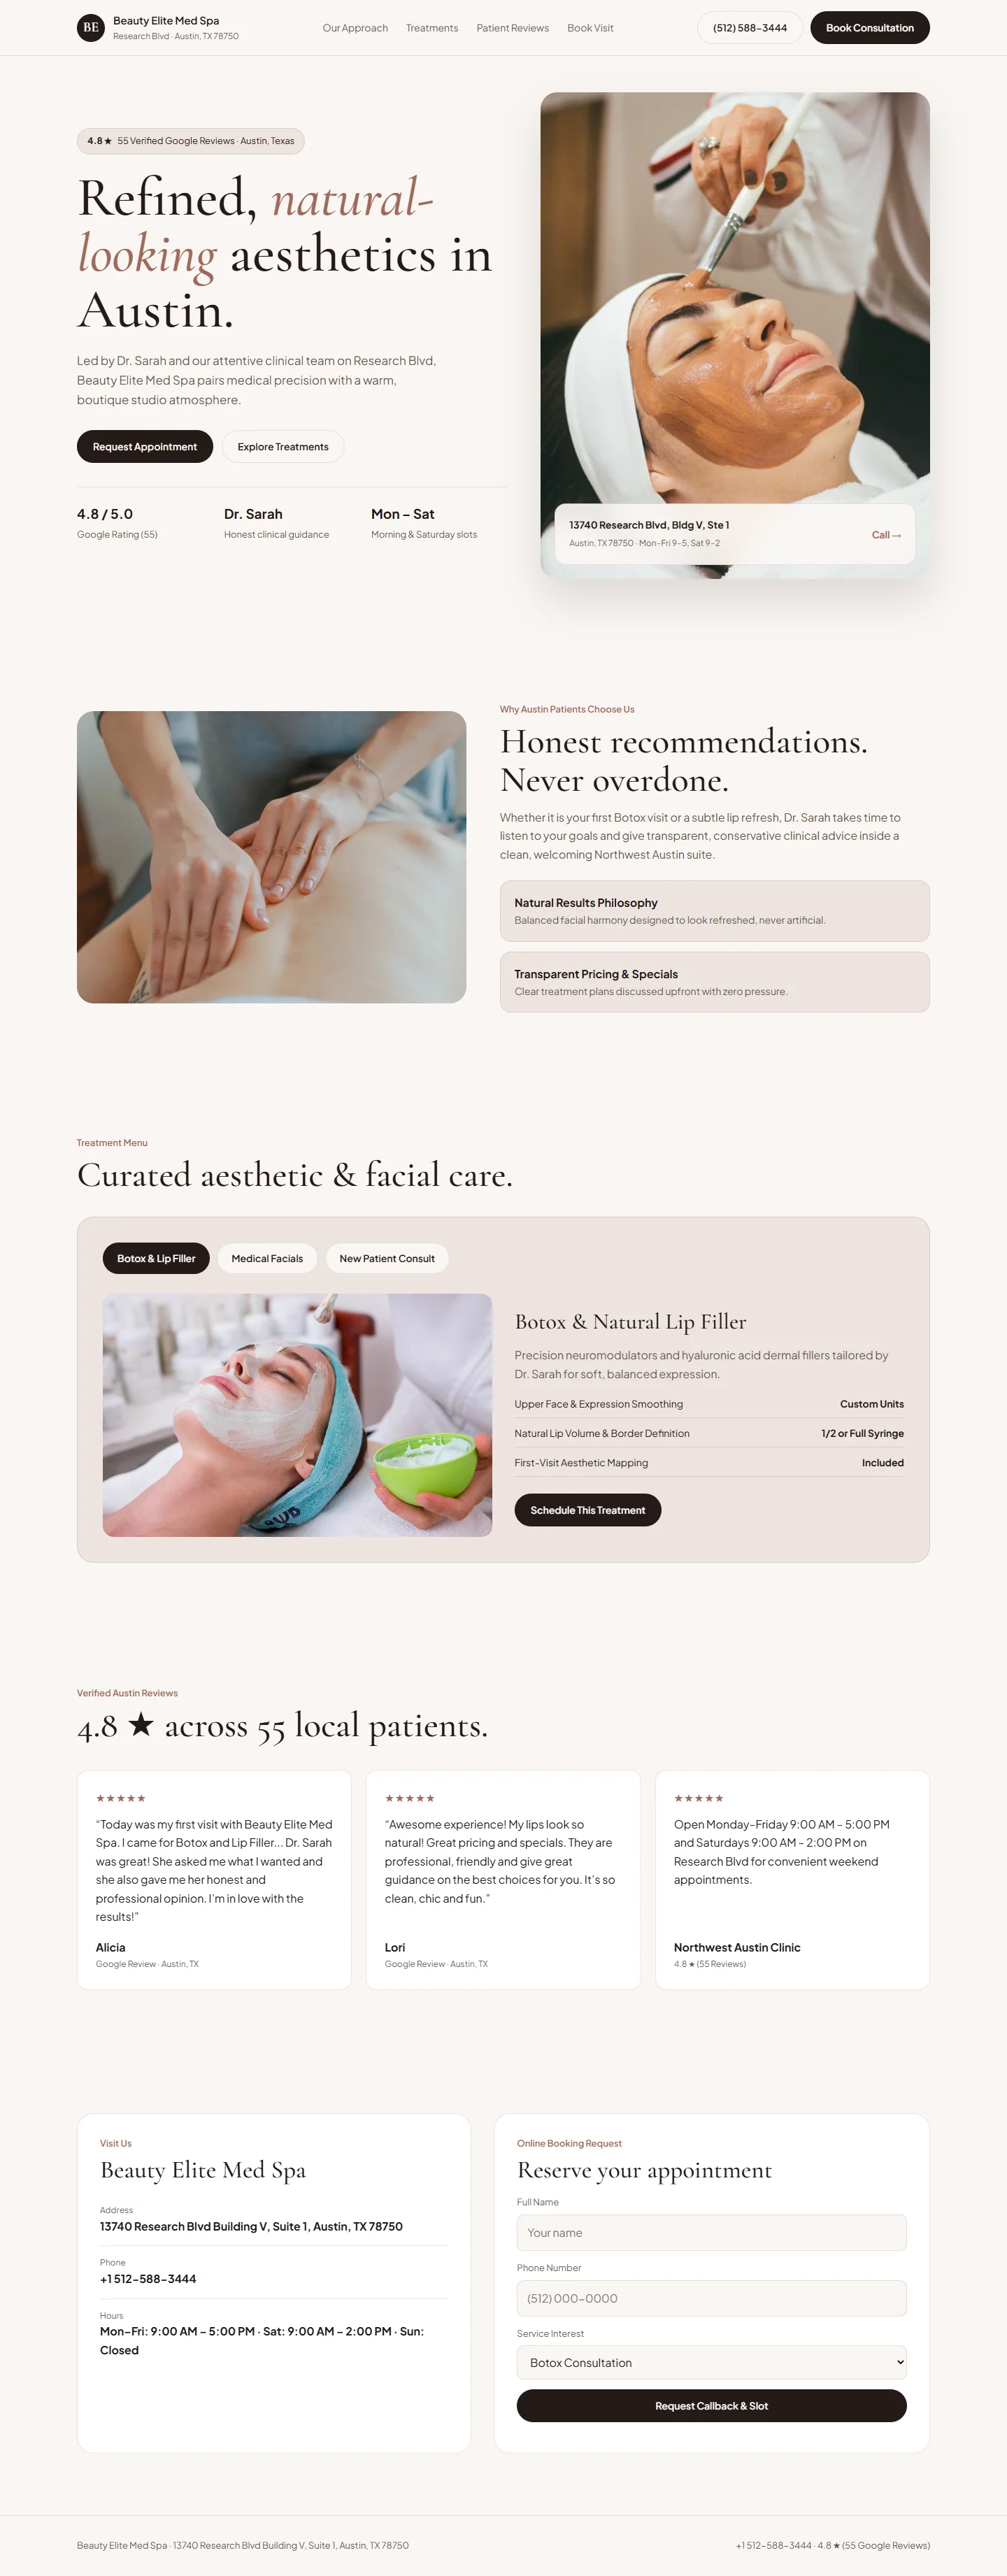 BE
Beauty Elite Med Spa
Research Blvd · Austin, TX 78750
Our Approach
Treatments
Patient Reviews
Book Visit
(512) 588-3444
Book Consultation
4.8 ★ 55 Verified Google Reviews · Austin, Texas
Refined, natural-
looking aesthetics in
Austin.
Led by Dr. Sarah and our attentive clinical team on Research Blvd,
Beauty Elite Med Spa pairs medical precision with a warm,
boutique studio atmosphere.
Request Appointment
Explore Treatments
4.8 / 5.0
Google Rating (55)
Dr. Sarah
Honest clinical guidance
Mon – Sat
Morning & Saturday slots
13740 Research Blvd, Bldg V, Ste 1
Austin, TX 78750 · Mon–Fri 9–5, Sat 9–2
Call →
Why Austin Patients Choose Us
Honest recommendations.
Never overdone.
Whether it is your first Botox visit or a subtle lip refresh, Dr. Sarah takes time to
listen to your goals and give transparent, conservative clinical advice inside a
clean, welcoming Northwest Austin suite.
Natural Results Philosophy
Balanced facial harmony designed to look refreshed, never artificial.
Transparent Pricing & Specials
Clear treatment plans discussed upfront with zero pressure.
Treatment Menu
Curated aesthetic & facial care.
Botox & Lip Filler
Medical Facials
New Patient Consult
Botox & Natural Lip Filler
Precision neuromodulators and hyaluronic acid dermal fillers tailored by
Dr. Sarah for soft, balanced expression.
Upper Face & Expression Smoothing
Custom Units
Natural Lip Volume & Border Definition
1/2 or Full Syringe
First-Visit Aesthetic Mapping
Included
Schedule This Treatment
Verified Austin Reviews
4.8 ★ across 55 local patients.
★★★★★
“Today was my first visit with Beauty Elite Med
Spa. I came for Botox and Lip Filler... Dr. Sarah
was great! She asked me what I wanted and
she also gave me her honest and
professional opinion. I’m in love with the
results!”
Alicia
Google Review · Austin, TX
★★★★★
“Awesome experience! My lips look so
natural! Great pricing and specials. They are
professional, friendly and give great
guidance on the best choices for you. It’s so
clean, chic and fun.”
Lori
Google Review · Austin, TX
★★★★★
Open Monday–Friday 9:00 AM – 5:00 PM
and Saturdays 9:00 AM – 2:00 PM on
Research Blvd for convenient weekend
appointments.
Northwest Austin Clinic
4.8 ★ (55 Reviews)
Visit Us
Beauty Elite Med Spa
Address
13740 Research Blvd Building V, Suite 1, Austin, TX 78750
Phone
+1 512-588-3444
Hours
Mon–Fri: 9:00 AM – 5:00 PM · Sat: 9:00 AM – 2:00 PM · Sun:
Closed
Online Booking Request
Reserve your appointment
Full Name
Your name
Phone Number
(512) 000-0000
Service Interest
Botox Consultation
Request Callback & Slot
Beauty Elite Med Spa · 13740 Research Blvd Building V, Suite 1, Austin, TX 78750
+1 512-588-3444 · 4.8 ★ (55 Google Reviews)